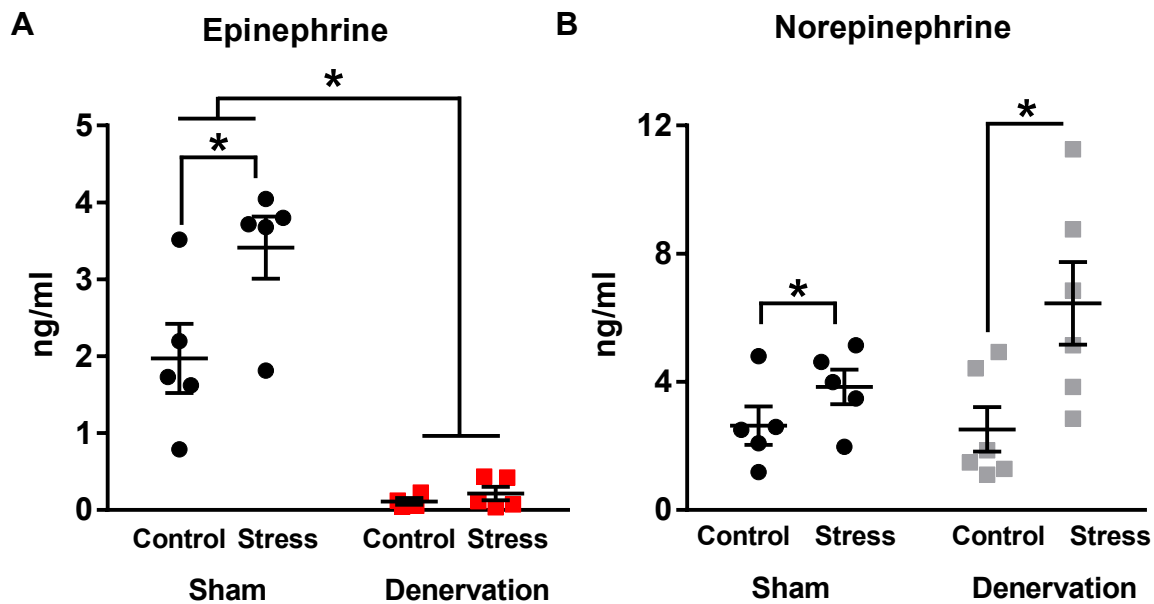 A
Epinephrine
*
*
5
4
3
2
1
0
ng/ml
Control Stress
Control Stress
Sham
Denervation
B
Norepinephrine
*
*
12
8
4
0
ng/ml
Control Stress
Control Stress
Sham
Denervation